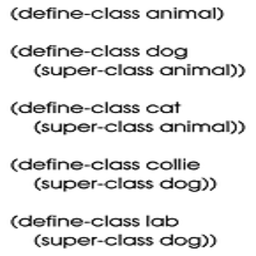 (define-class animal)
(define-class dog
(super-class animal))
(define-class cat
(super-class animal))
(define-class collie
(super-class dog))
(define-class lab
(super-class dog))